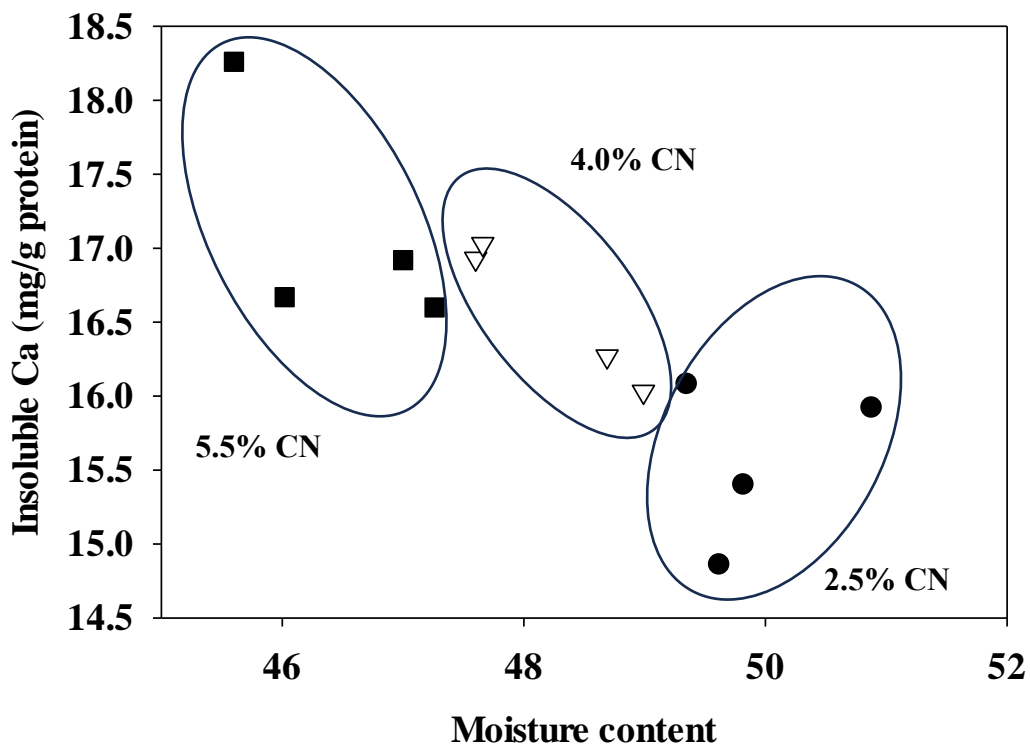 18.5
18.0
17.5
17.0
16.5
16.0
15.5
15.0
14.5
Insoluble Ca (mg/g protein)
4.0% CN
5.5% CN
2.5% CN
46 48 50 52
Moisture content